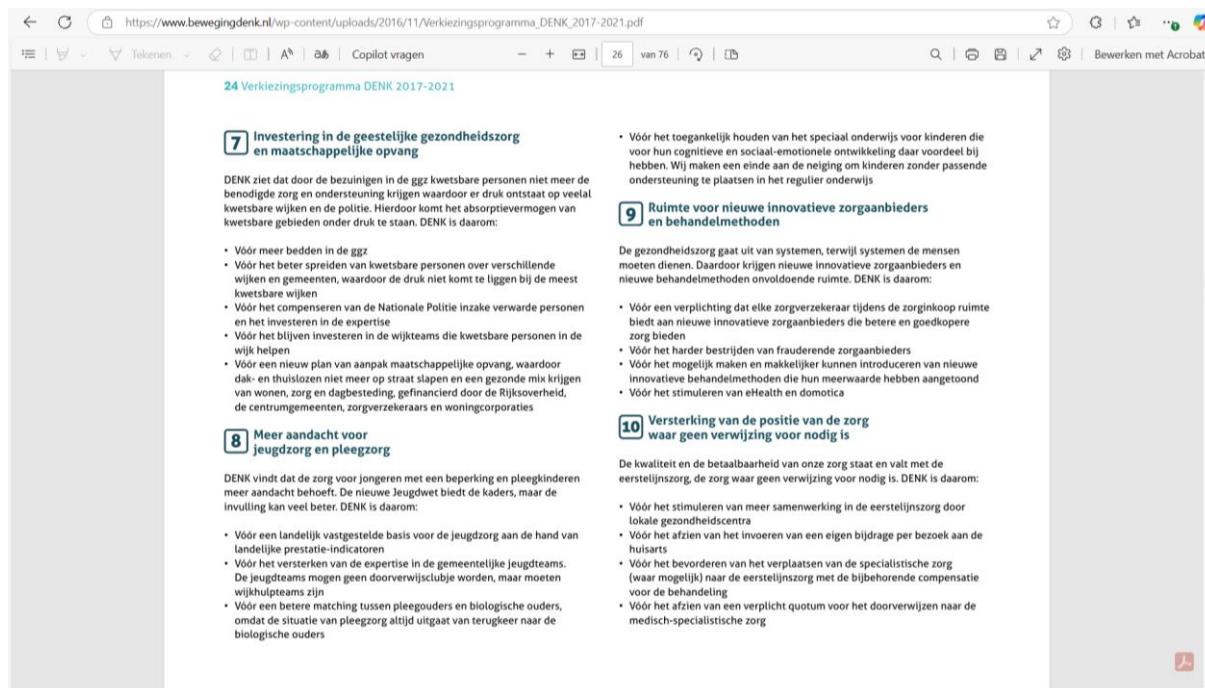 https://www.bewegingdenk.nl/wp-content/uploads/2016/11/Verkiezingsprogramma_DENK_2017-2021.pdf
Tekenen
Copilot vragen
26 van 76
Bewerken met Acrobat
24 Verkiezingsprogramma DENK 2017-2021
7 Investering in de geestelijke gezondheidszorg
en maatschappelijke opvang
DENK ziet dat door de bezuinigen in de ggz kwetsbare personen niet meer de
benodigde zorg en ondersteuning krijgen waardoor er druk ontstaat op veelal
kwetsbare wijken en de politie. Hierdoor komt het absorptievermogen van
kwetsbare gebieden onder druk te staan. DENK is daarom:
• Vóór meer bedden in de ggz
• Vóór het beter spreiden van kwetsbare personen over verschillende
wijken en gemeenten, waardoor de druk niet komt te liggen bij de meest
kwetsbare wijken
• Vóór het compenseren van de Nationale Politie inzake verwarde personen
en het investeren in de expertise
• Vóór het blijven investeren in de wijkteams die kwetsbare personen in de
wijk helpen
• Vóór een nieuw plan van aanpak maatschappelijke opvang, waardoor
dak- en thuislozen niet meer op straat slapen en een gezonde mix krijgen
van wonen, zorg en dagbesteding, gefinancierd door de Rijksoverheid,
de centrumgemeenten, zorgverzekeraars en woningcorporaties
8 Meer aandacht voor
jeugdzorg en pleegzorg
DENK vindt dat de zorg voor jongeren met een beperking en pleegkinderen
meer aandacht behoeft. De nieuwe Jeugdwet biedt de kaders, maar de
invulling kan veel beter. DENK is daarom:
• Vóór een landelijk vastgestelde basis voor de jeugdzorg aan de hand van
landelijke prestatie-indicatoren
• Vóór het versterken van de expertise in de gemeentelijke jeugdteams.
De jeugdteams mogen geen doorverwijsclubje worden, maar moeten
wijkhulpteams zijn
• Vóór een betere matching tussen pleegouders en biologische ouders,
omdat de situatie van pleegzorg altijd uitgaat van terugkeer naar de
biologische ouders
• Vóór het toegankelijk houden van het speciaal onderwijs voor kinderen die
voor hun cognitieve en sociaal-emotionele ontwikkeling daar voordeel bij
hebben. Wij maken een einde aan de neiging om kinderen zonder passende
ondersteuning te plaatsen in het regulier onderwijs
9 Ruimte voor nieuwe innovatieve zorgaanbieders
en behandelmethoden
De gezondheidszorg gaat uit van systemen, terwijl systemen de mensen
moeten dienen. Daardoor krijgen nieuwe innovatieve zorgaanbieders en
nieuwe behandelmethoden onvoldoende ruimte. DENK is daarom:
• Vóór een verplichting dat elke zorgverzekeraar tijdens de zorginkoop ruimte
biedt aan nieuwe innovatieve zorgaanbieders die betere en goedkopere
zorg bieden
• Vóór het harder bestrijden van frauderende zorgaanbieders
• Vóór het mogelijk maken en makkelijker kunnen introduceren van nieuwe
innovatieve behandelmethoden die hun meerwaarde hebben aangetoond
• Vóór het stimuleren van eHealth en domotica
10 Versterking van de positie van de zorg
waar geen verwijzing voor nodig is
De kwaliteit en de betaalbaarheid van onze zorg staat en valt met de
eerstelijnszorg, de zorg waar geen verwijzing voor nodig is. DENK is daarom:
• Vóór het stimuleren van meer samenwerking in de eerstelijnszorg door
lokale gezondheidscentra
• Vóór het afzien van het invoeren van een eigen bijdrage per bezoek aan de
huisarts
• Vóór het bevorderen van het verplaatsen van de specialistische zorg
(waar mogelijk) naar de eerstelijnszorg met de bijbehorende compensatie
voor de behandeling
• Vóór het afzien van een verplicht quotum voor het doorverwijzen naar de
medisch-specialistische zorg